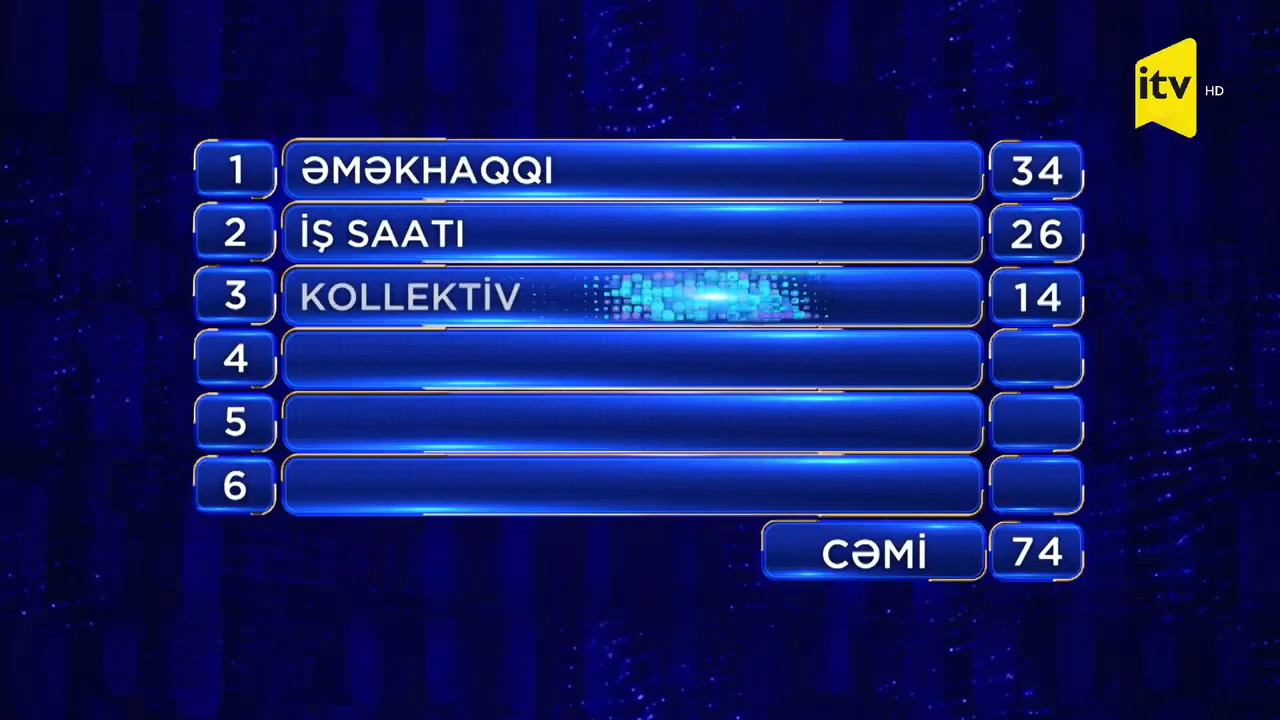 itv HD
1 ƏMƏKHAQQI 34
2 İŞ SAATI 26
3 KOLLEKTİV 14
4
5
6
CƏMİ 74